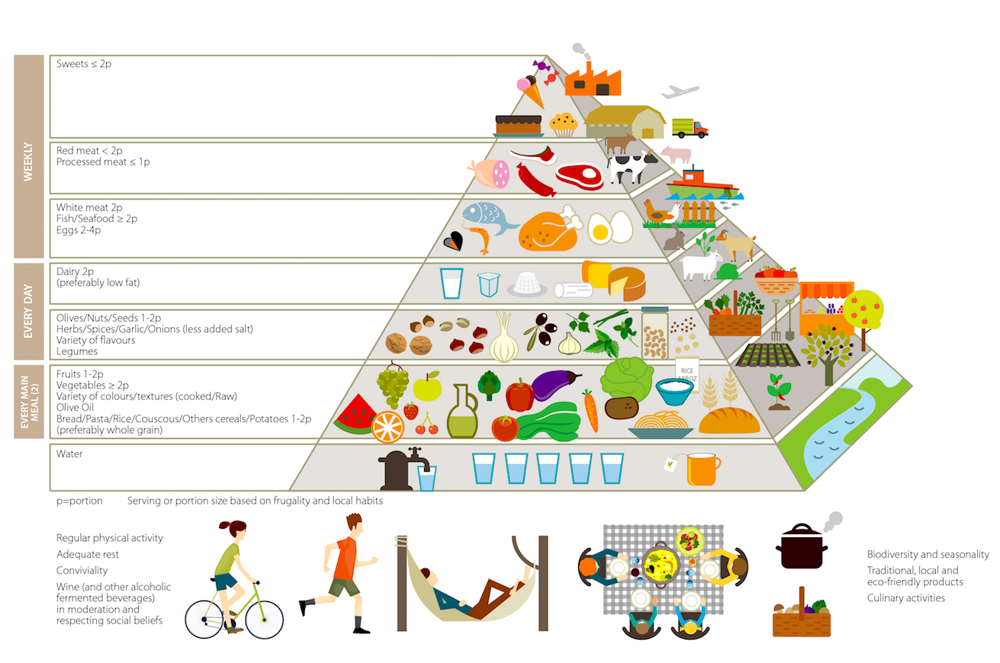 WEEKLY
Sweets ≤ 2p
Red meat < 2p
Processed meat ≤ 1p
White meat 2p
Fish/Seafood ≥ 2p
Eggs 2-4p
EVERY DAY
Dairy 2p
(preferably low fat)
Olives/Nuts/Seeds 1-2p
Herbs/Spices/Garlic/Onions (less added salt)
Variety of flavours
Legumes
EVERY MAIN
MEAL (2)
Fruits 1-2p
Vegetables ≥ 2p
Variety of colours/textures (cooked/Raw)
Olive Oil
Bread/Pasta/Rice/Couscous/Others cereals/Potatoes 1-2p
(preferably whole grain)
RICE
ARROZ
Water
p=portion
Serving or portion size based on frugality and local habits
Regular physical activity
Adequate rest
Conviviality
Wine (and other alcoholic
fermented beverages)
in moderation and
respecting social beliefs
Biodiversity and seasonality
Traditional, local and
eco-friendly products
Culinary activities